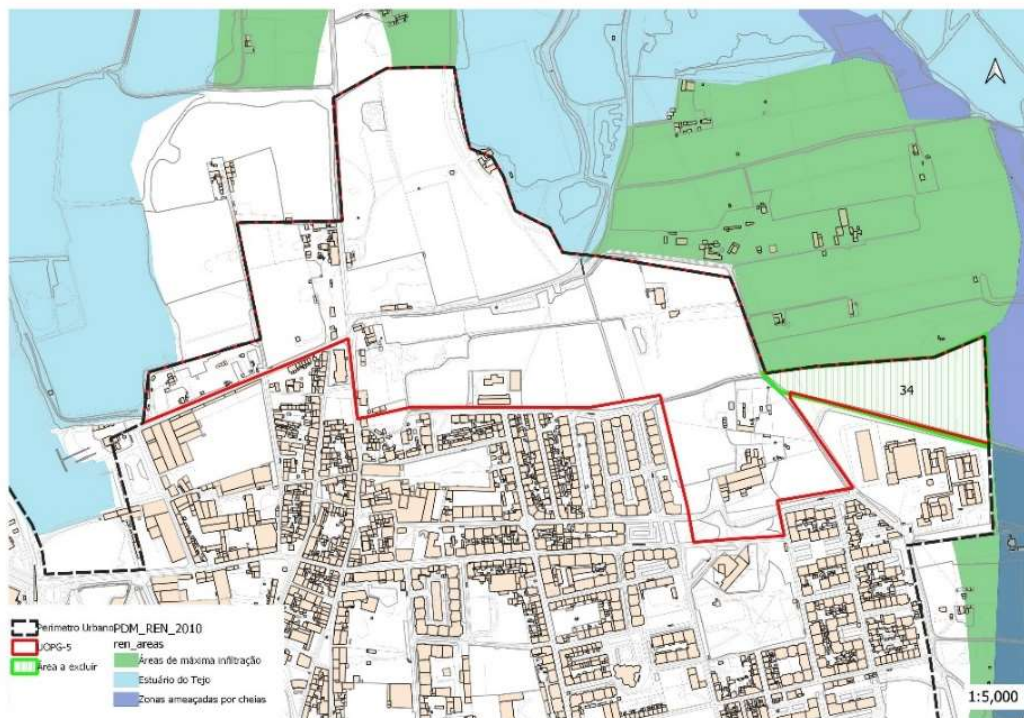 34
Perimetro Urbano
UOPG-5
Área a excluir
PDM_REN_2010
ren_areas
Áreas de máxima infiltração
Estuário do Tejo
Zonas ameaçadas por cheias
1:5,000